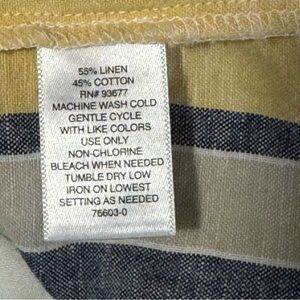 55% LINEN
45% COTTON
RN# 93677
MACHINE WASH COLD
GENTLE CYCLE
WITH LIKE COLORS
USE ONLY
NON-CHLORINE
BLEACH WHEN NEEDED
TUMBLE DRY LOW
IRON ON LOWEST
SETTING AS NEEDED
76603-0